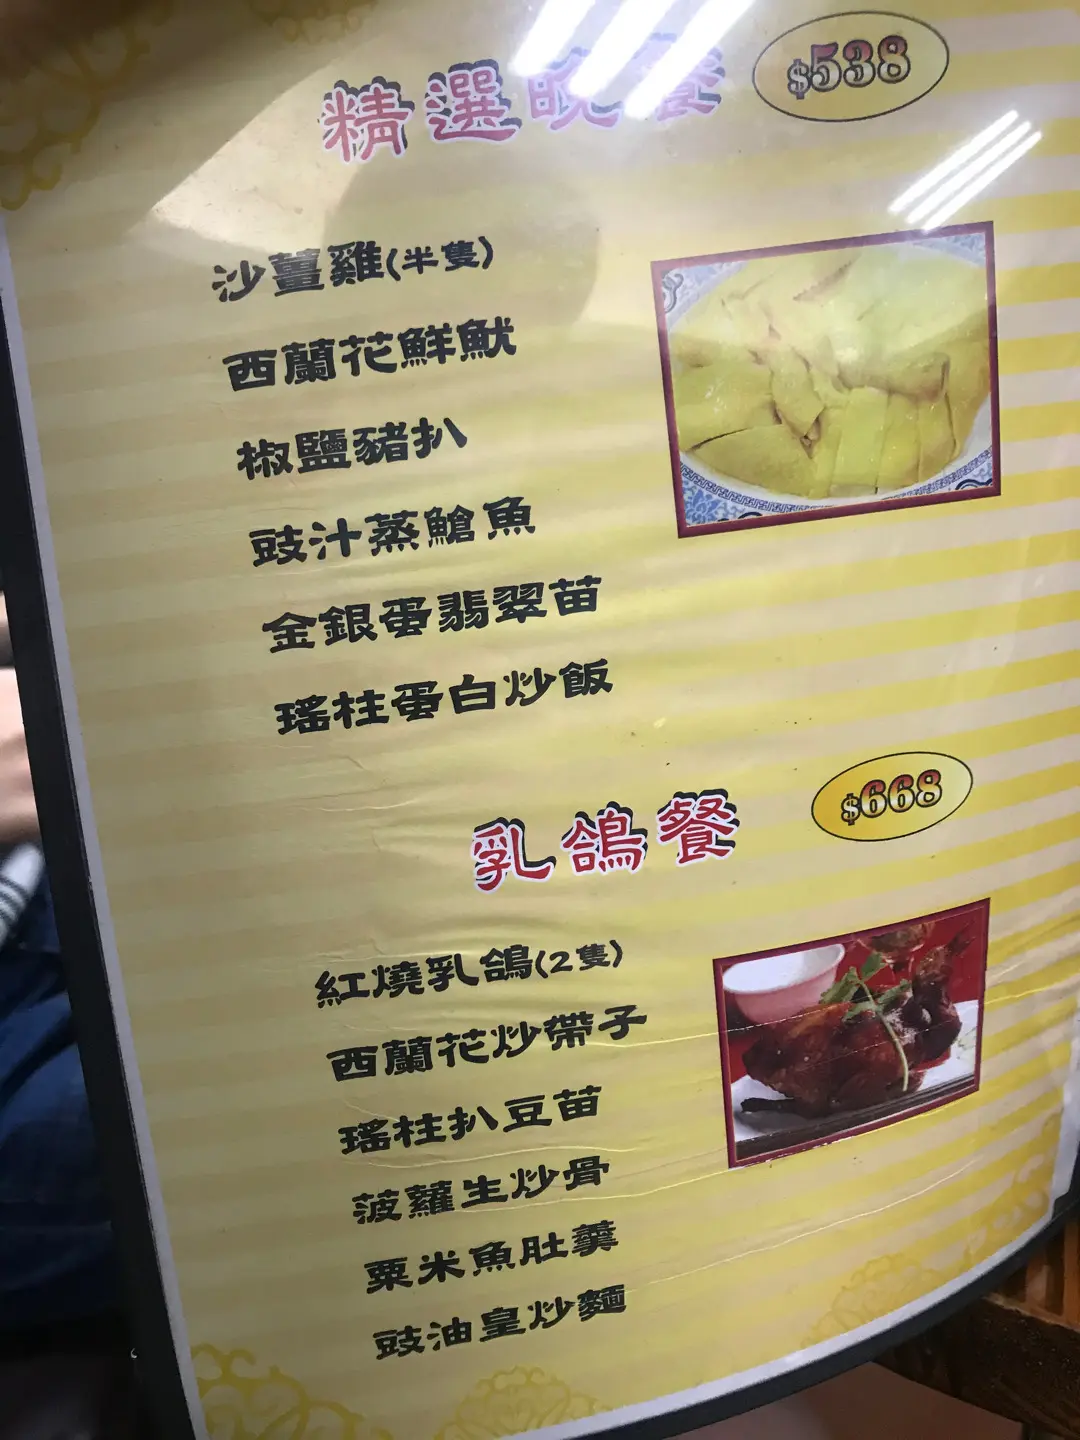 精選晚餐 $538
沙薑雞(半隻)
西蘭花鮮魷
椒鹽豬扒
豉汁蒸鯧魚
金銀蛋翡翠苗
瑤柱蛋白炒飯
乳鴿餐 $668
紅燒乳鴿(2隻)
西蘭花炒帶子
瑤柱扒豆苗
菠蘿生炒骨
粟米魚肚羹
豉油皇炒麵